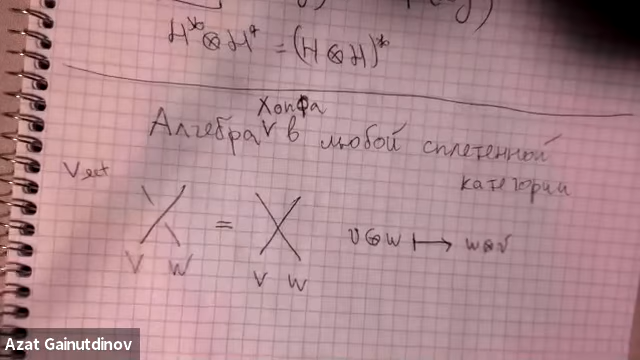 H* ⊗ H* = (H ⊗ H)*
Хопфа
Алгебра v в любой сплетенной
категории
Vect
=
v⊗w ↦ w⊗v
V W
V W
Azat Gainutdinov